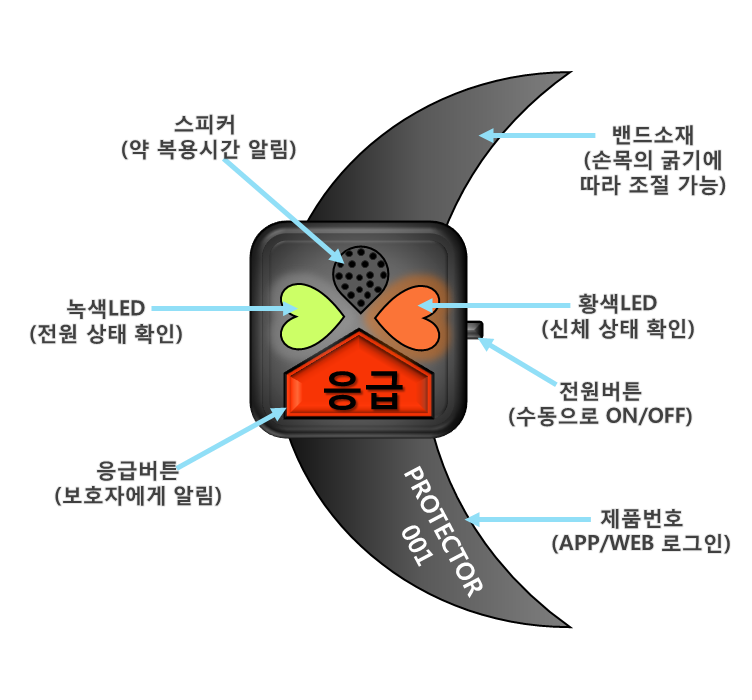 스피커
(약 복용시간 알림)
밴드소재
(손목의 굵기에
따라 조절 가능)
녹색LED
(전원 상태 확인)
황색LED
(신체 상태 확인)
응급
전원버튼
(수동으로 ON/OFF)
응급버튼
(보호자에게 알림)
PROTECTOR
001
제품번호
(APP/WEB 로그인)